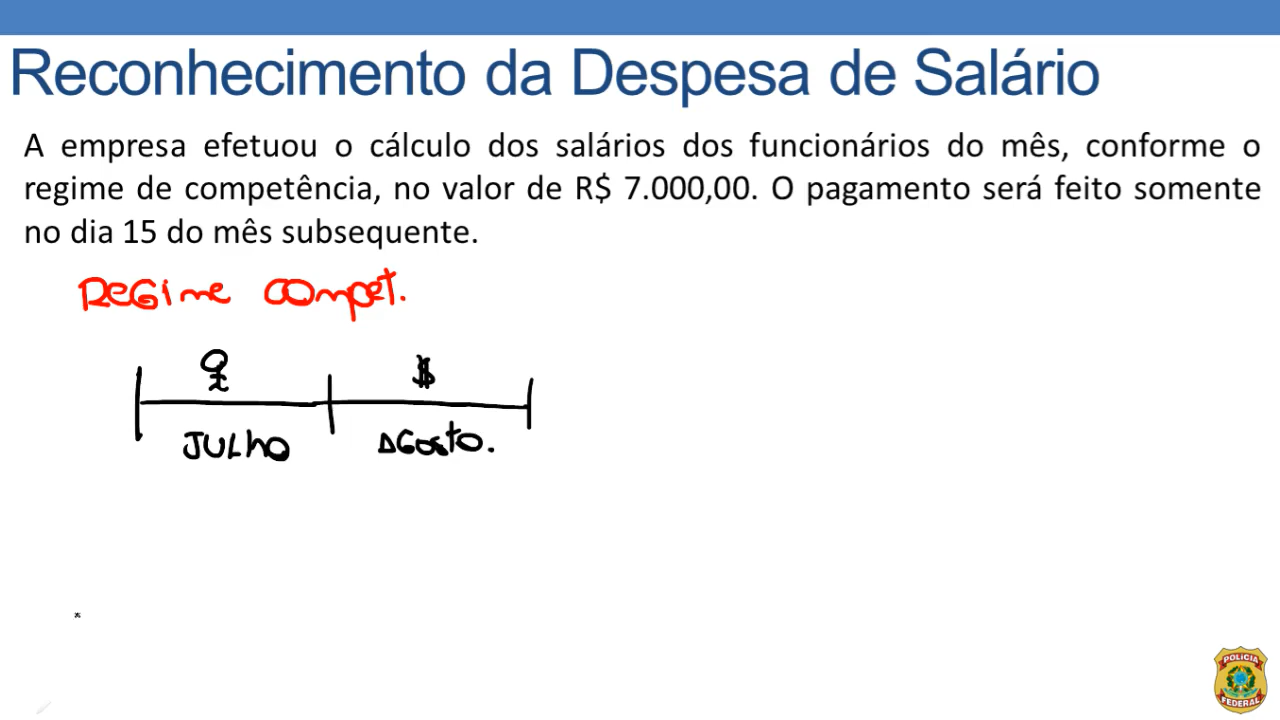 Reconhecimento da Despesa de Salário
A empresa efetuou o cálculo dos salários dos funcionários do mês, conforme o
regime de competência, no valor de R$ 7.000,00. O pagamento será feito somente
no dia 15 do mês subsequente.
Regime compet.
$
JULho AGosto.
POLÍCIA
FEDERAL